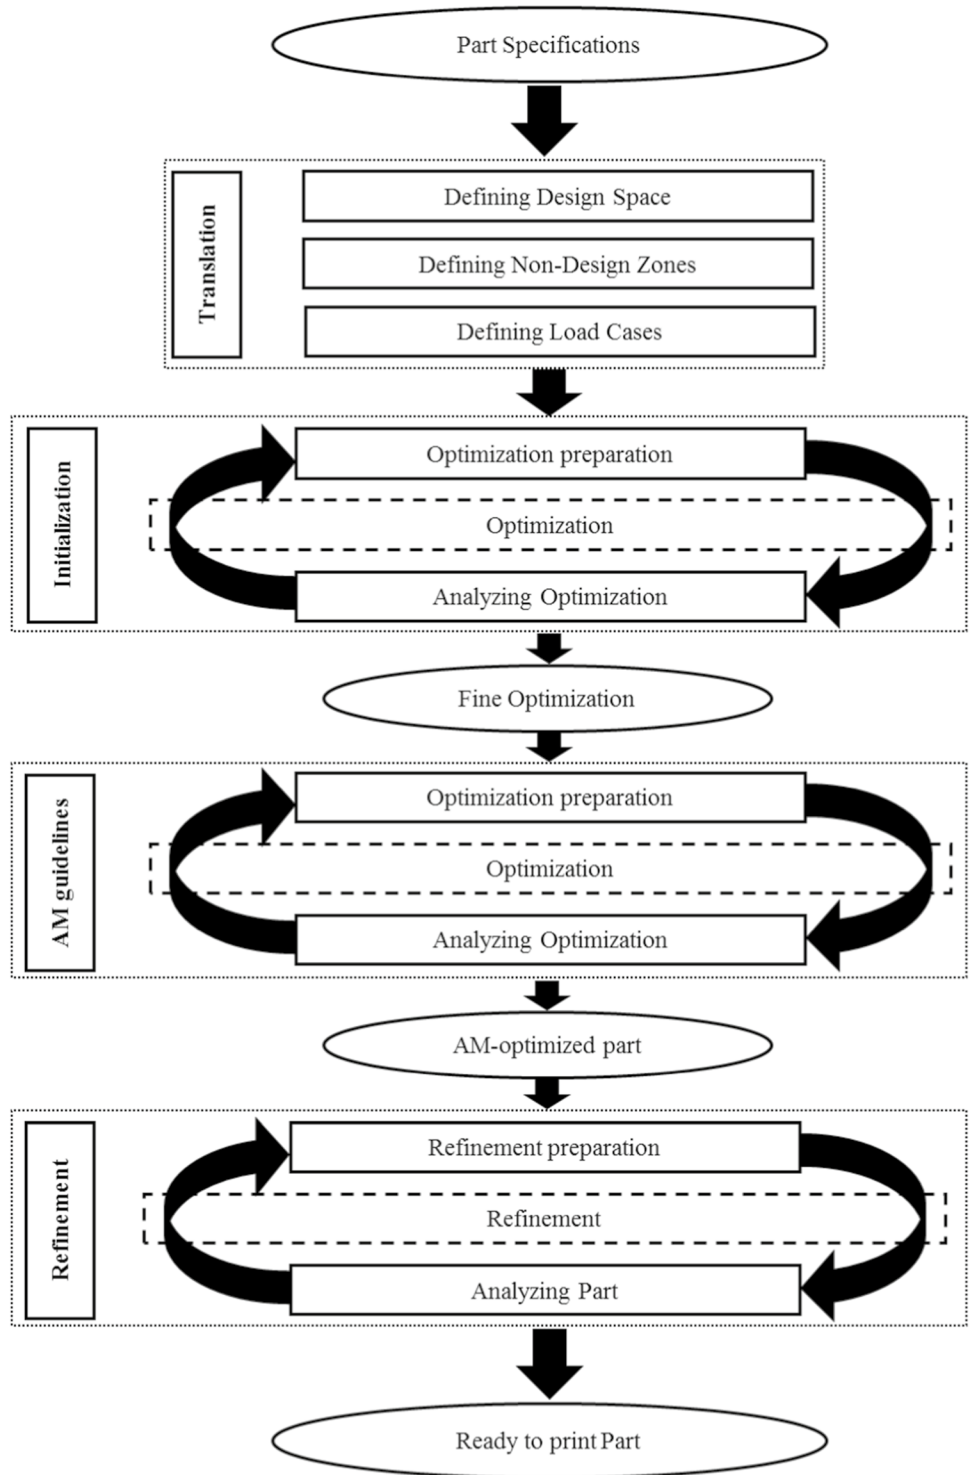 Part Specifications
Translation
Defining Design Space
Defining Non-Design Zones
Defining Load Cases
Initialization
Optimization preparation
Optimization
Analyzing Optimization
Fine Optimization
AM guidelines
Optimization preparation
Optimization
Analyzing Optimization
AM-optimized part
Refinement
Refinement preparation
Refinement
Analyzing Part
Ready to print Part